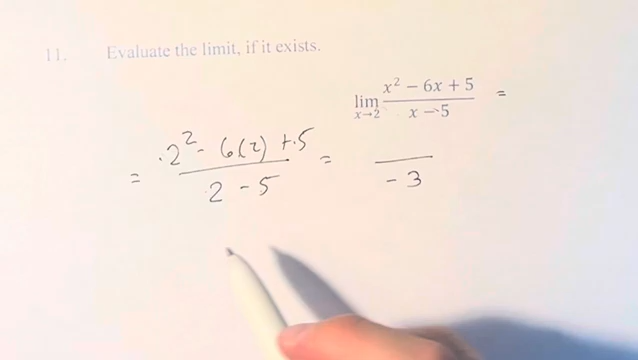 11. Evaluate the limit, if it exists.
lim x→2 (x² − 6x + 5)/(x − 5) =
= (2² - 6(2) + 5)/(2 - 5) = /(-3)